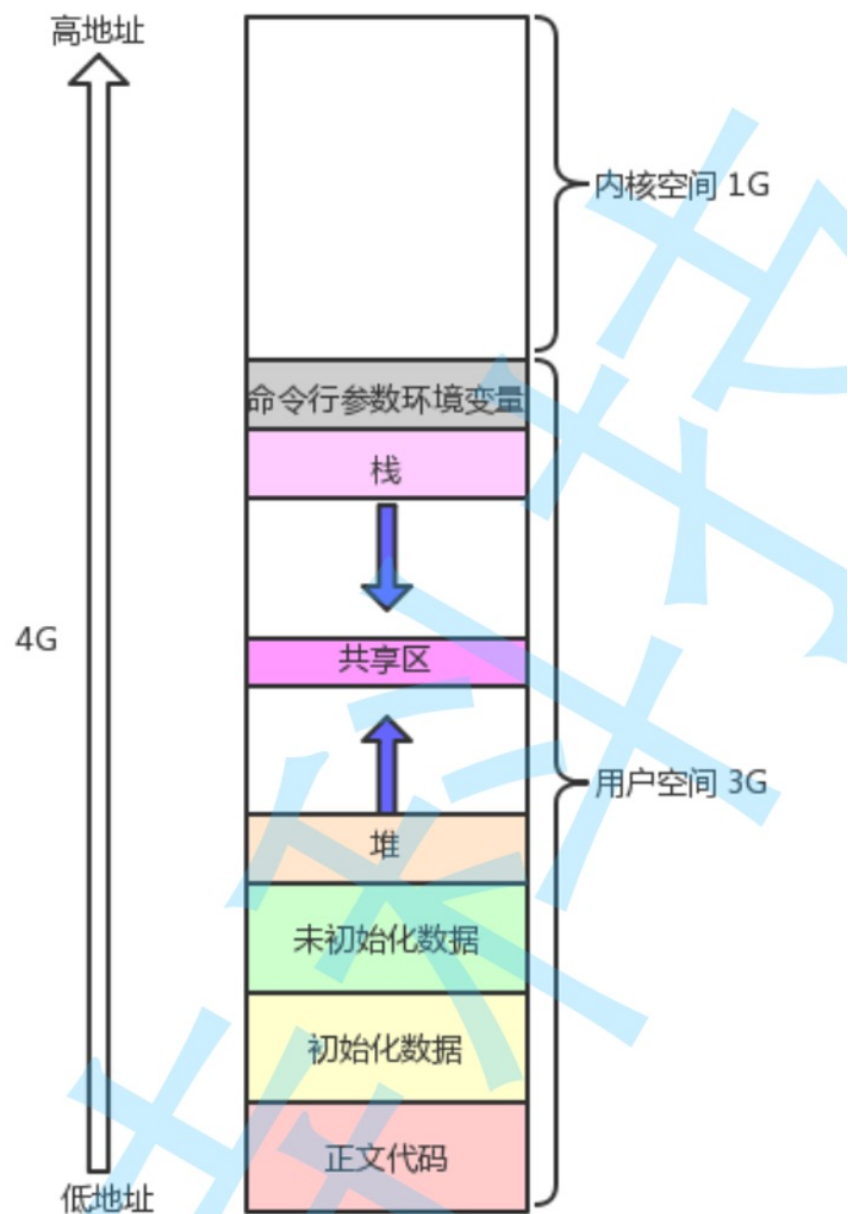 高地址
内核空间 1G
命令行参数环境变量
栈
4G
共享区
用户空间 3G
堆
未初始化数据
初始化数据
正文代码
低地址